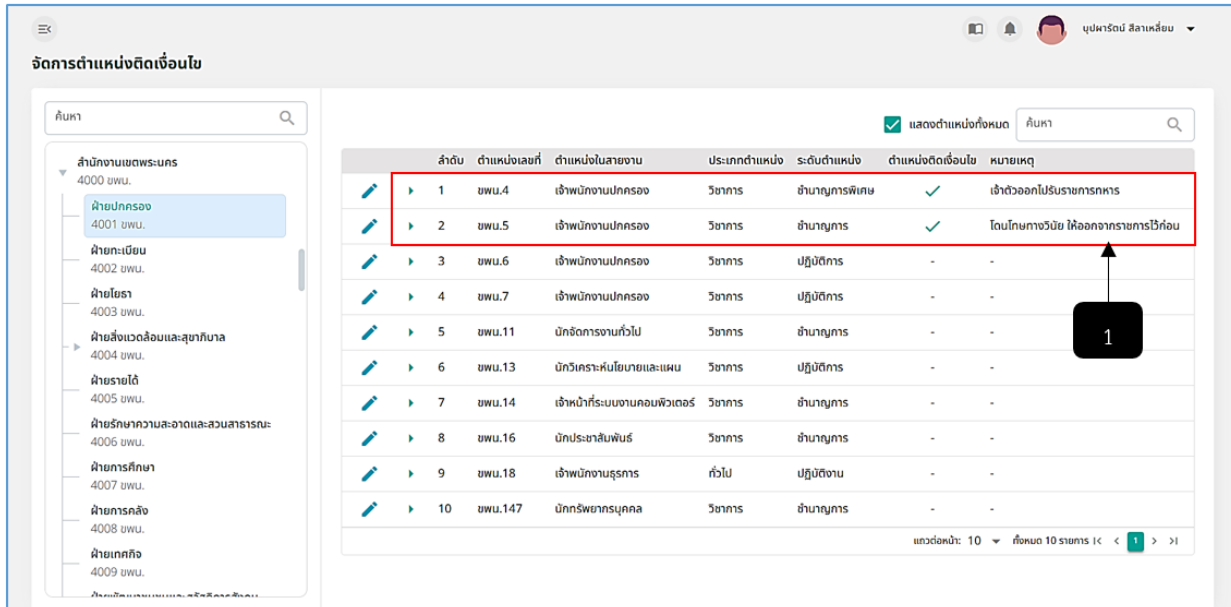 บุปผารัตน์ สีลาเหลี่ยม
จัดการตำแหน่งติดเงื่อนไข
ค้นหา
สำนักงานเขตพระนคร
4000 ขพน.
ฝ่ายปกครอง
4001 ขพน.
ฝ่ายทะเบียน
4002 ขพน.
ฝ่ายโยธา
4003 ขพน.
ฝ่ายสิ่งแวดล้อมและสุขาภิบาล
4004 ขพน.
ฝ่ายรายได้
4005 ขพน.
ฝ่ายรักษาความสะอาดและสวนสาธารณะ
4006 ขพน.
ฝ่ายการศึกษา
4007 ขพน.
ฝ่ายการคลัง
4008 ขพน.
ฝ่ายเทศกิจ
4009 ขพน.
แสดงตำแหน่งทั้งหมด ค้นหา
ลำดับ ตำแหน่งเลขที่ ตำแหน่งในสายงาน ประเภทตำแหน่ง ระดับตำแหน่ง ตำแหน่งติดเงื่อนไข หมายเหตุ
1 ขพน.4 เจ้าพนักงานปกครอง วิชาการ ชำนาญการพิเศษ ✓ เจ้าตัวออกไปรับราชการทหาร
2 ขพน.5 เจ้าพนักงานปกครอง วิชาการ ชำนาญการ ✓ โดนโทษทางวินัย ให้ออกจากราชการไว้ก่อน
3 ขพน.6 เจ้าพนักงานปกครอง วิชาการ ปฏิบัติการ - -
4 ขพน.7 เจ้าพนักงานปกครอง วิชาการ ปฏิบัติการ - -
5 ขพน.11 นักจัดการงานทั่วไป วิชาการ ชำนาญการ - -
6 ขพน.13 นักวิเคราะห์นโยบายและแผน วิชาการ ปฏิบัติการ - -
7 ขพน.14 เจ้าหน้าที่ระบบงานคอมพิวเตอร์ วิชาการ ชำนาญการ - -
8 ขพน.16 นักประชาสัมพันธ์ วิชาการ ชำนาญการ - -
9 ขพน.18 เจ้าพนักงานธุรการ ทั่วไป ปฏิบัติงาน - -
10 ขพน.147 นักทรัพยากรบุคคล วิชาการ ชำนาญการ - -
1
แถวต่อหน้า: 10 ทั้งหมด 10 รายการ |< < 1 > >|